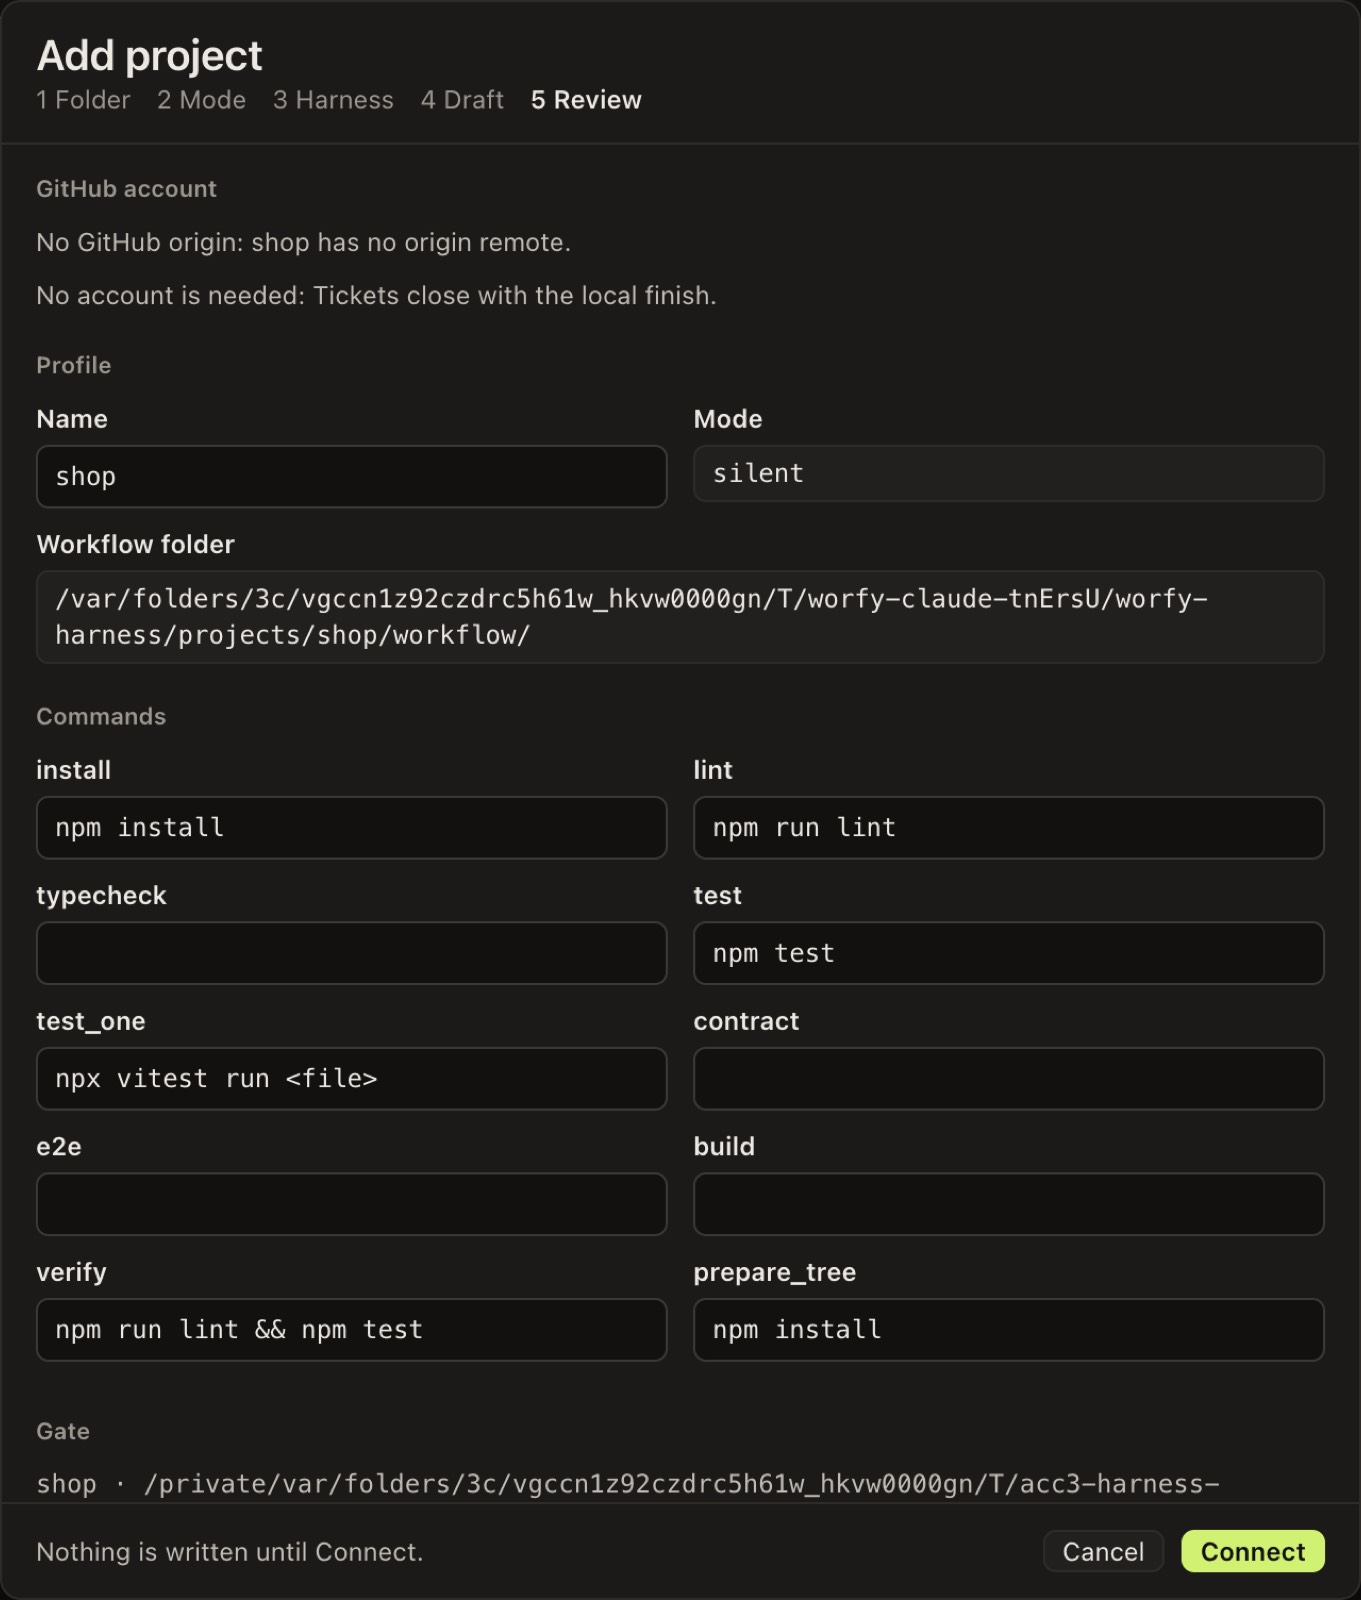 Add project
1 Folder 2 Mode 3 Harness 4 Draft 5 Review
GitHub account
No GitHub origin: shop has no origin remote.
No account is needed: Tickets close with the local finish.
Profile
Name Mode
shop silent
Workflow folder
/var/folders/3c/vgccn1z92czdrc5h61w_hkvw0000gn/T/worfy-claude-tnErsU/worfy-
harness/projects/shop/workflow/
Commands
install lint
npm install npm run lint
typecheck test
npm test
test_one contract
npx vitest run <file>
e2e build
verify prepare_tree
npm run lint && npm test npm install
Gate
shop · /private/var/folders/3c/vgccn1z92czdrc5h61w_hkvw0000gn/T/acc3-harness-
Nothing is written until Connect. Cancel Connect